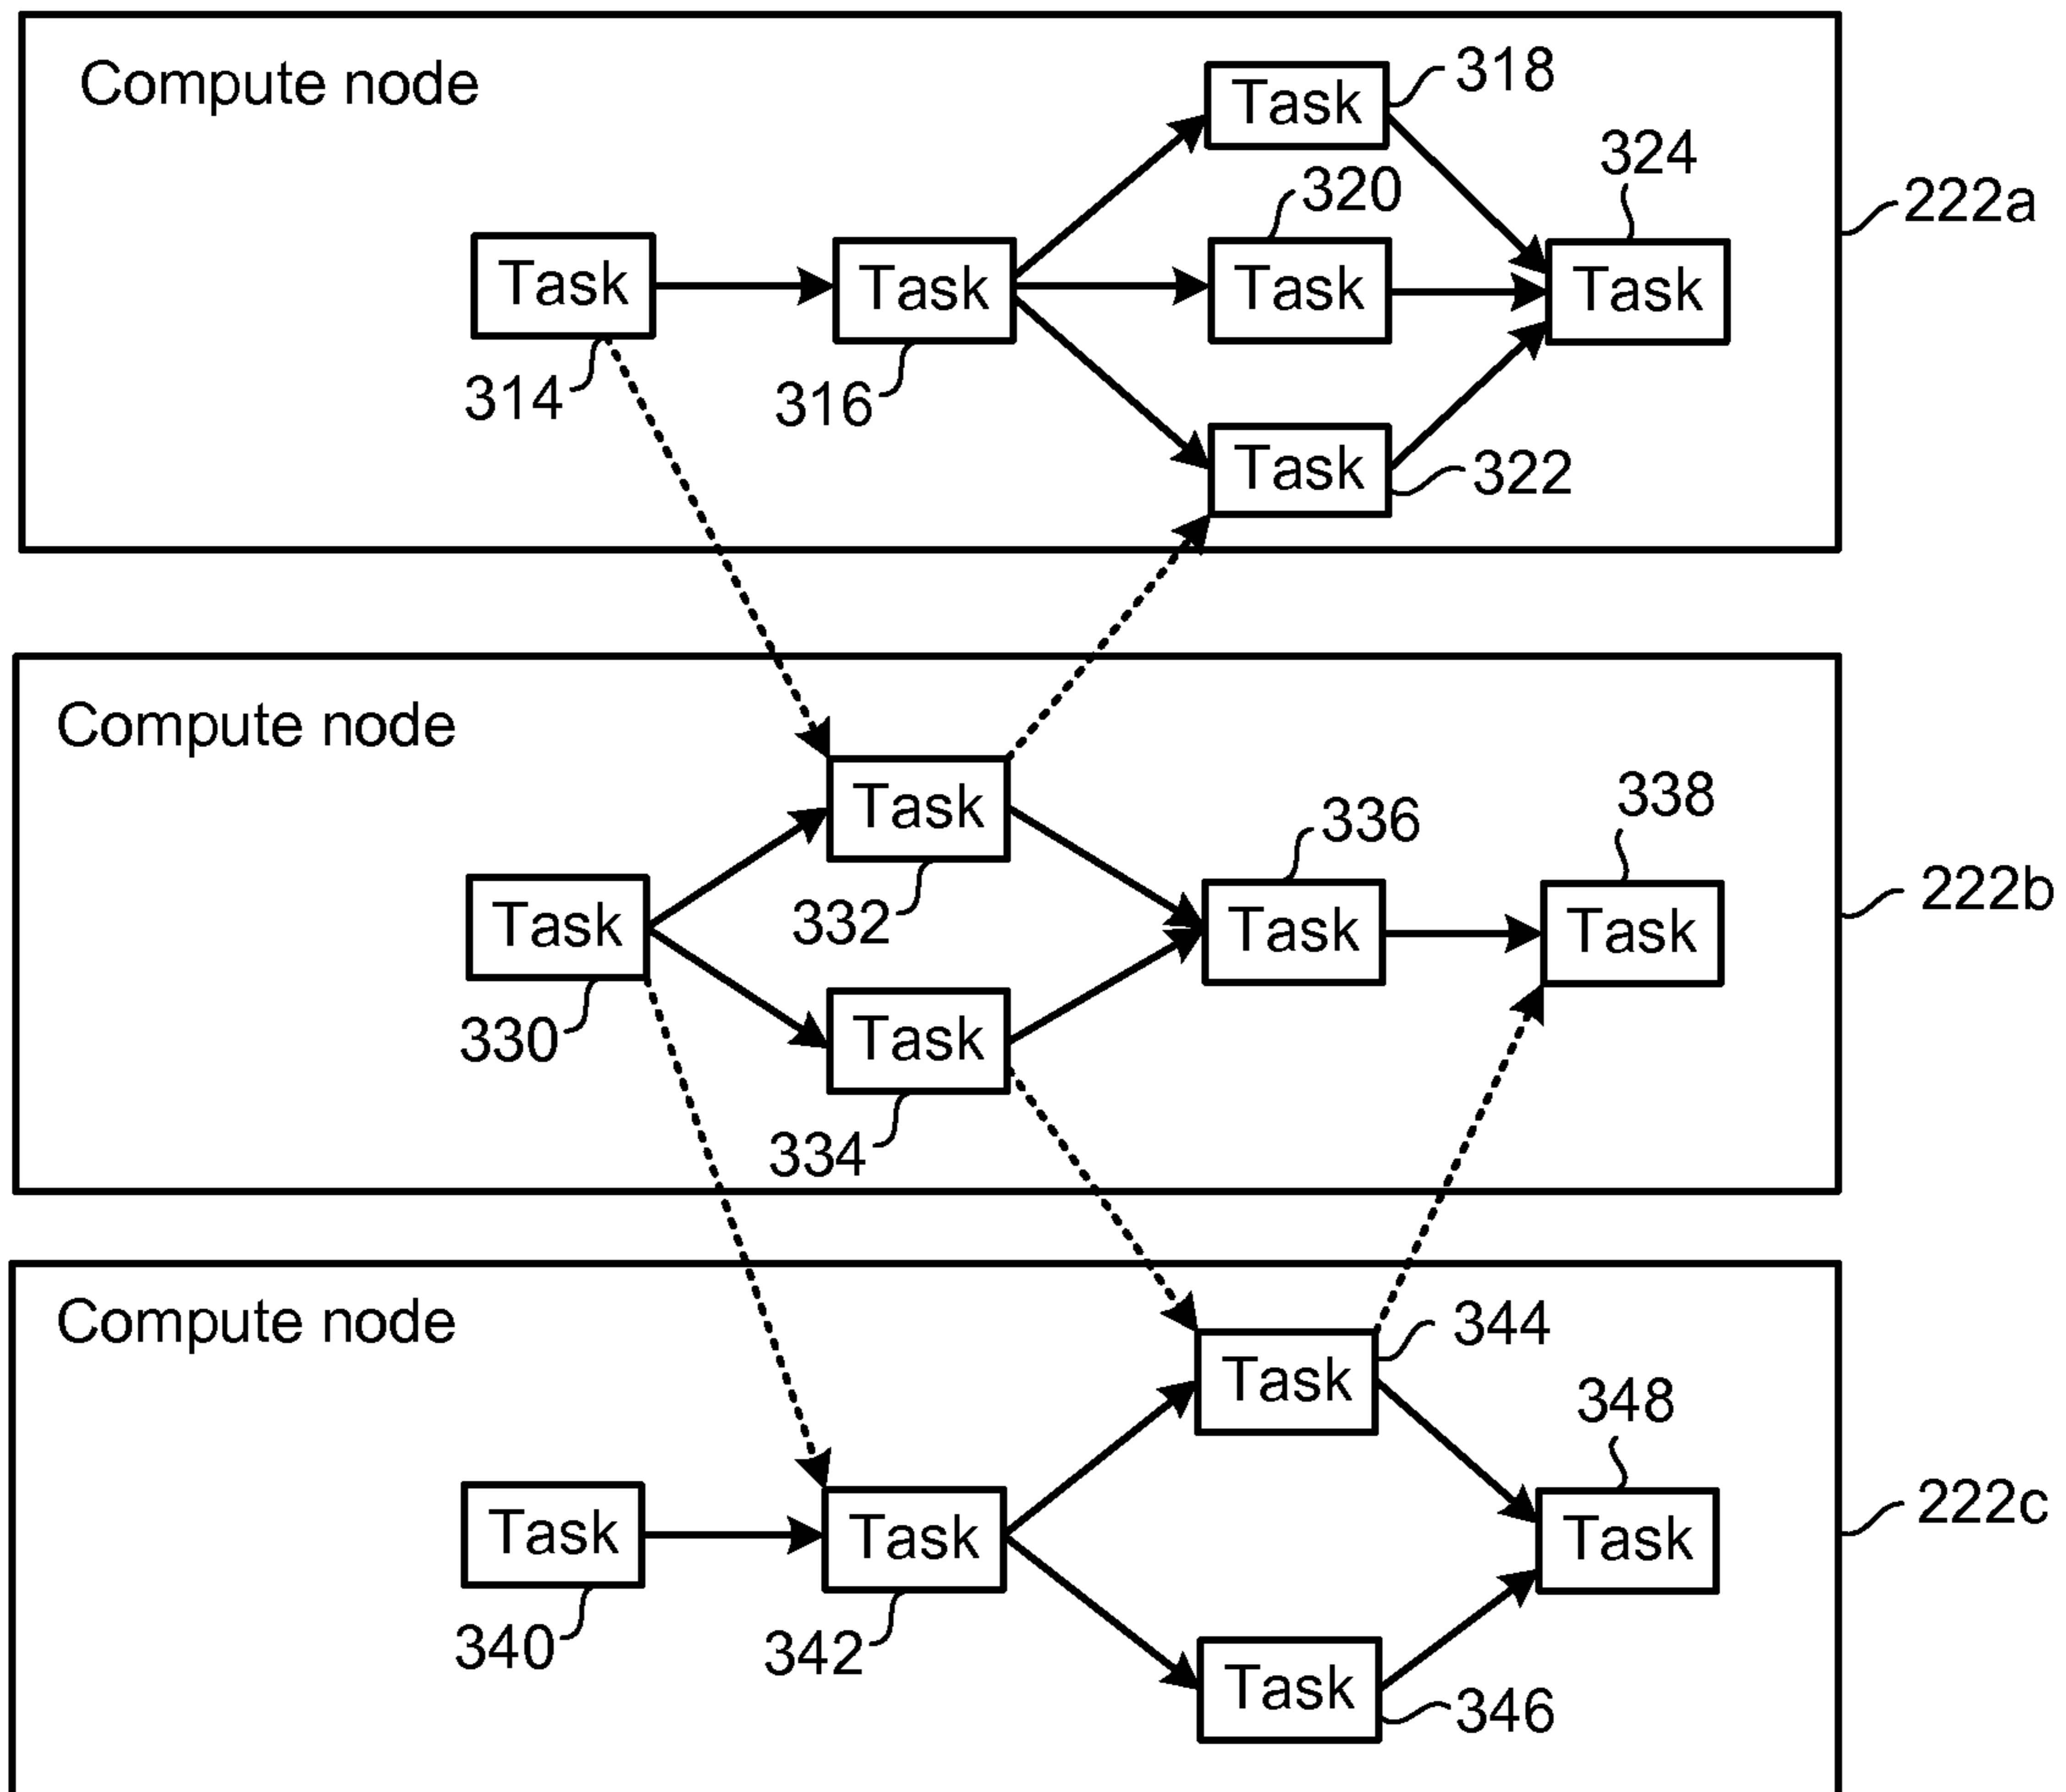 Compute node
Task
318
324
320
222a
Task
Task
Task
Task
314
316
Task
322
Compute node
Task
338
336
222b
Task
332
Task
Task
330
Task
334
Compute node
344
Task
348
222c
Task
Task
Task
340
342
Task
346